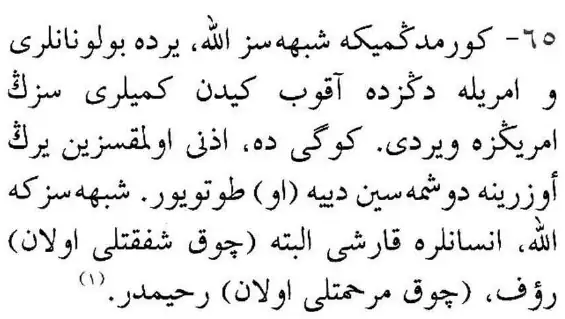 ٦٥- كورمدڭميكه شبهه‌سز الله، يرده بولونانلرى
و امريله دڭزده آقوب كيدن كميلرى سزڭ
امريڭزه ويردى. كوگى ده، اذنى اولمقسزين يرڭ
أوزرينه دوشمه‌سين دييه (او) طوتويور. شبهه‌سزكه
الله، انسانلره قارشى البته (چوق شفقتلى اولان)
رؤف، (چوق مرحمتلى اولان) رحيمدر.(١)